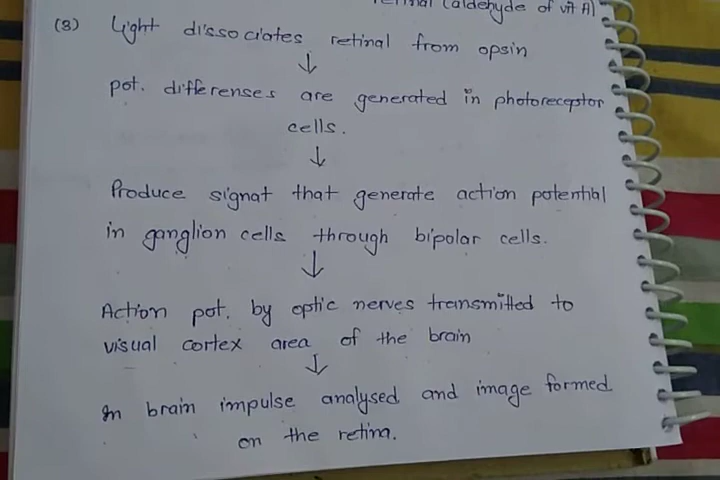 retinal (aldehyde of vit A)
(8) Light dissociates retinal from opsin
↓
pot. differenses are generated in photoreceptor
cells.
↓
Produce signat that generate action potential
in ganglion cells through bipolar cells.
↓
Action pot. by optic nerves transmitted to
visual cortex area of the brain
↓
In brain impulse analysed and image formed
on the retina.